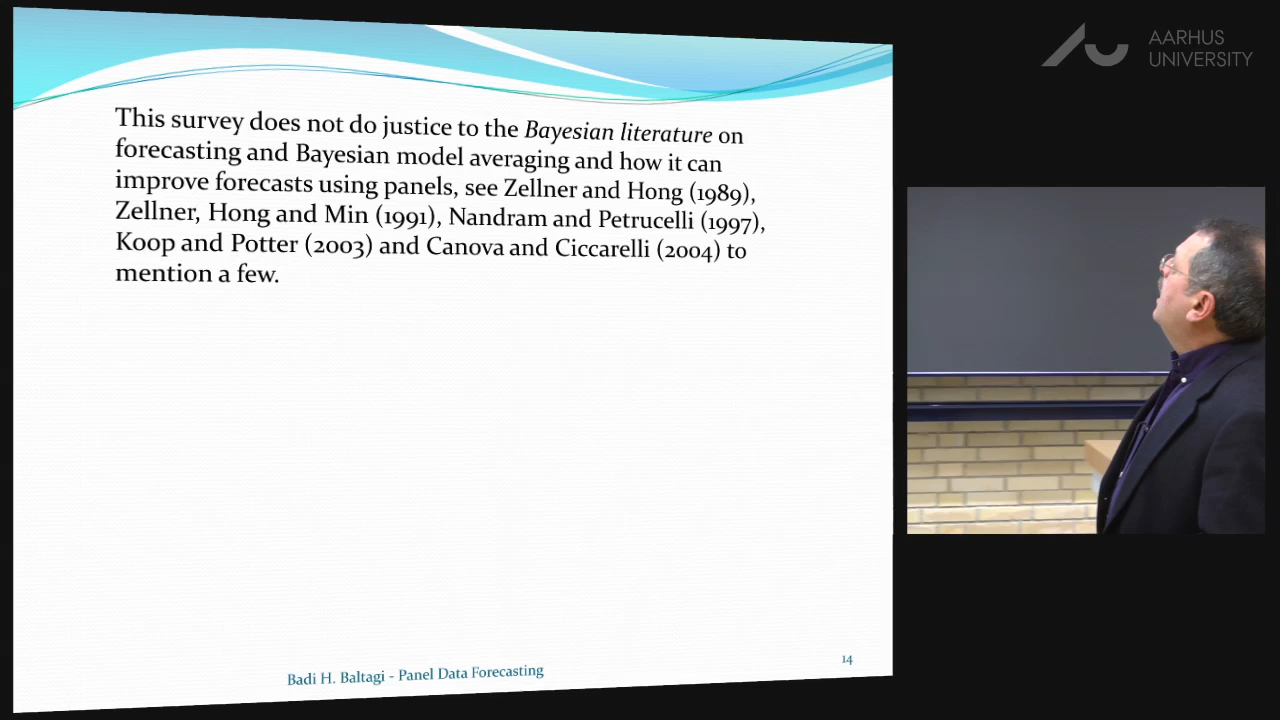 This survey does not do justice to the Bayesian literature on
forecasting and Bayesian model averaging and how it can
improve forecasts using panels, see Zellner and Hong (1989),
Zellner, Hong and Min (1991), Nandram and Petrucelli (1997),
Koop and Potter (2003) and Canova and Ciccarelli (2004) to
mention a few.
Badi H. Baltagi - Panel Data Forecasting
14
AARHUS
UNIVERSITY